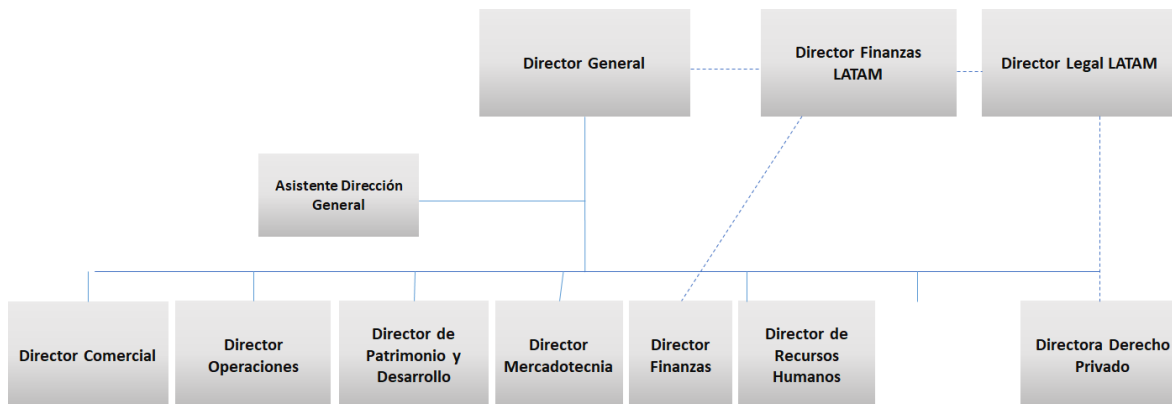 Director General
Director Finanzas
LATAM
Director Legal LATAM
Asistente Dirección
General
Director Comercial
Director
Operaciones
Director de
Patrimonio y
Desarrollo
Director
Mercadotecnia
Director
Finanzas
Director de
Recursos
Humanos
Directora Derecho
Privado